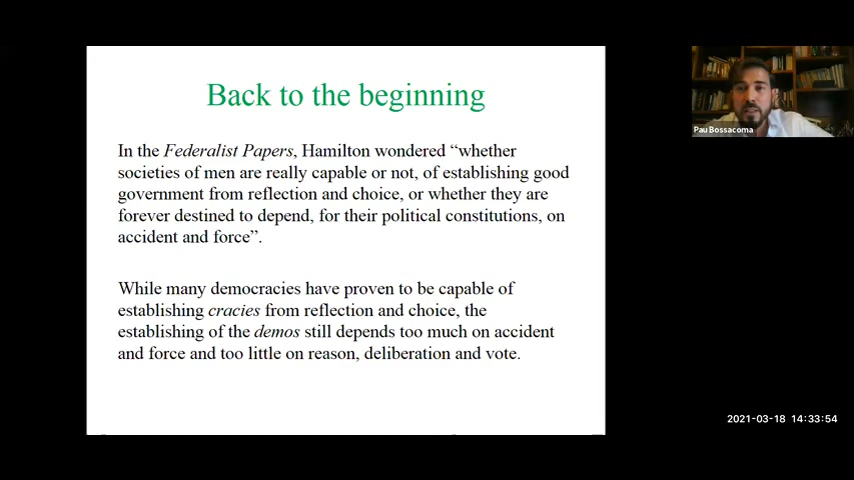 Back to the beginning
In the Federalist Papers, Hamilton wondered “whether
societies of men are really capable or not, of establishing good
government from reflection and choice, or whether they are
forever destined to depend, for their political constitutions, on
accident and force”.
While many democracies have proven to be capable of
establishing cracies from reflection and choice, the
establishing of the demos still depends too much on accident
and force and too little on reason, deliberation and vote.
Pau Bossacoma
2021-03-18 14:33:54